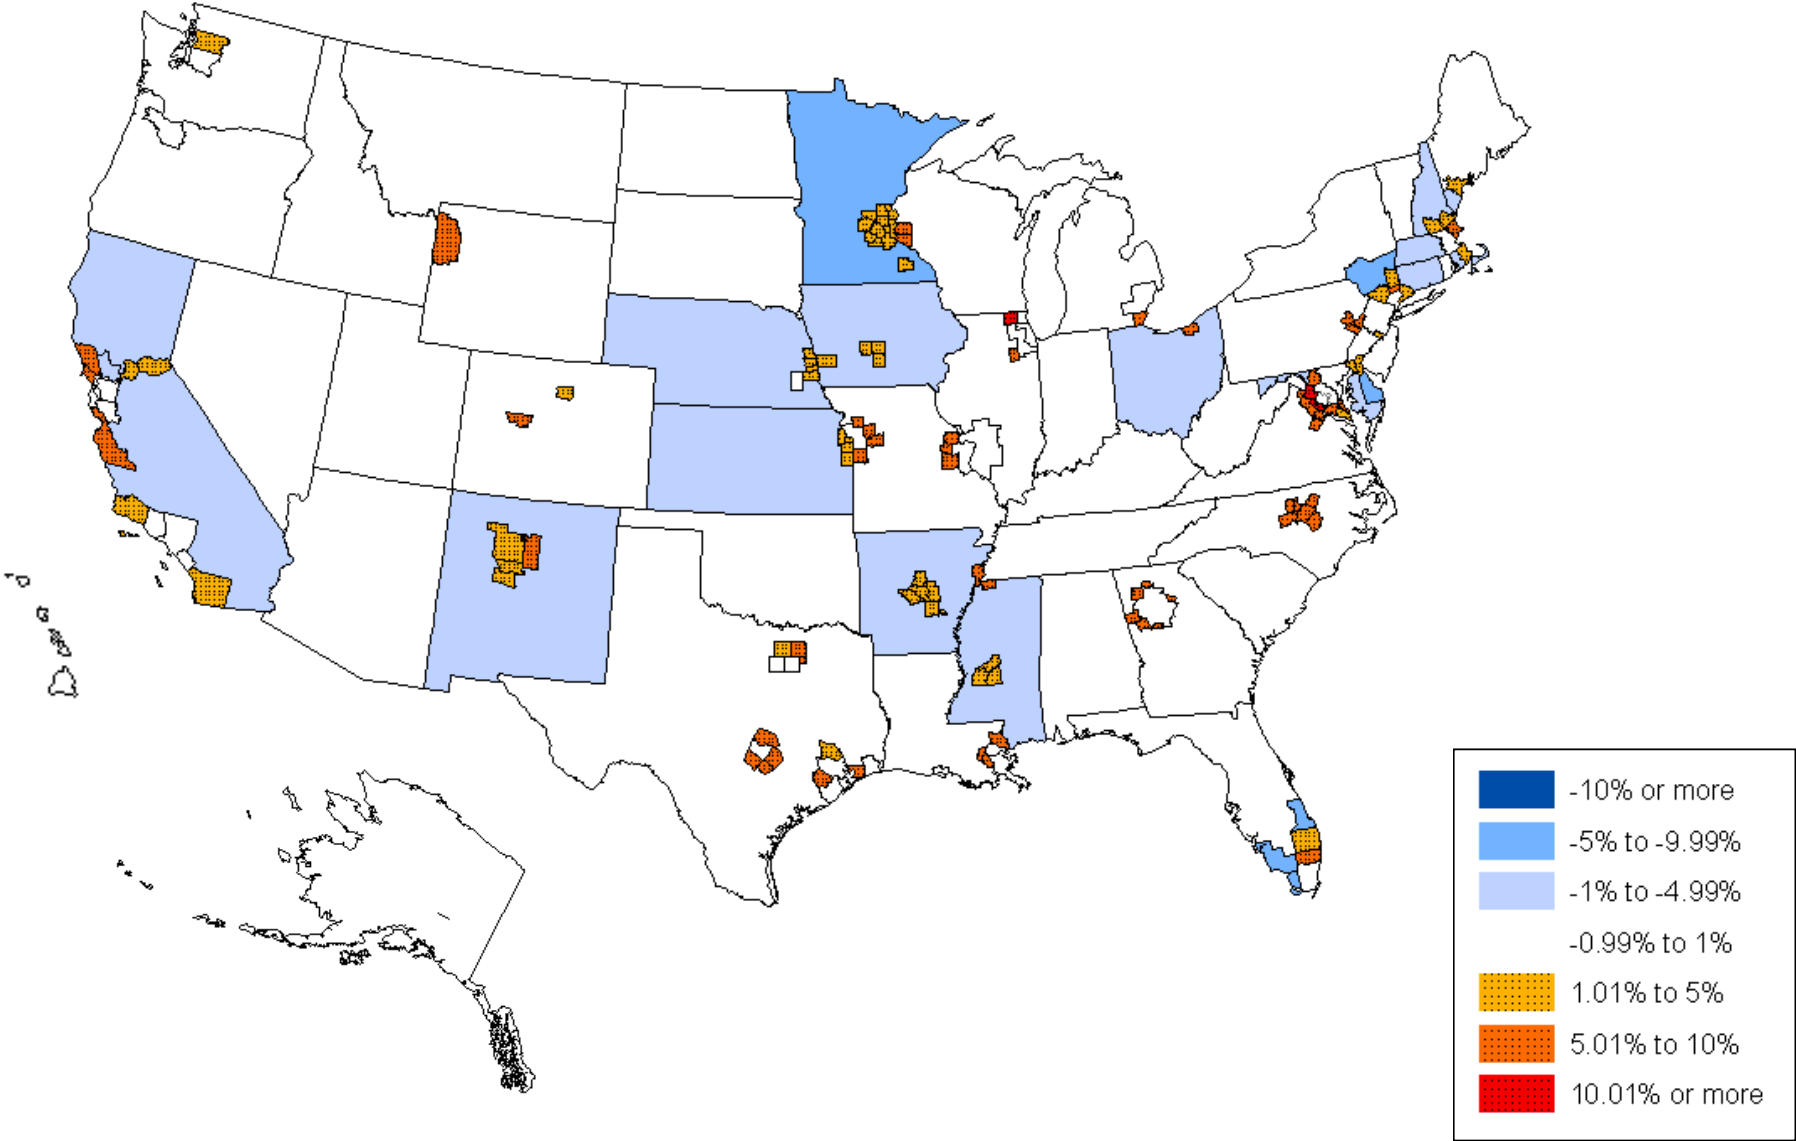 -10% or more
-5% to -9.99%
-1% to -4.99%
-0.99% to 1%
1.01% to 5%
5.01% to 10%
10.01% or more